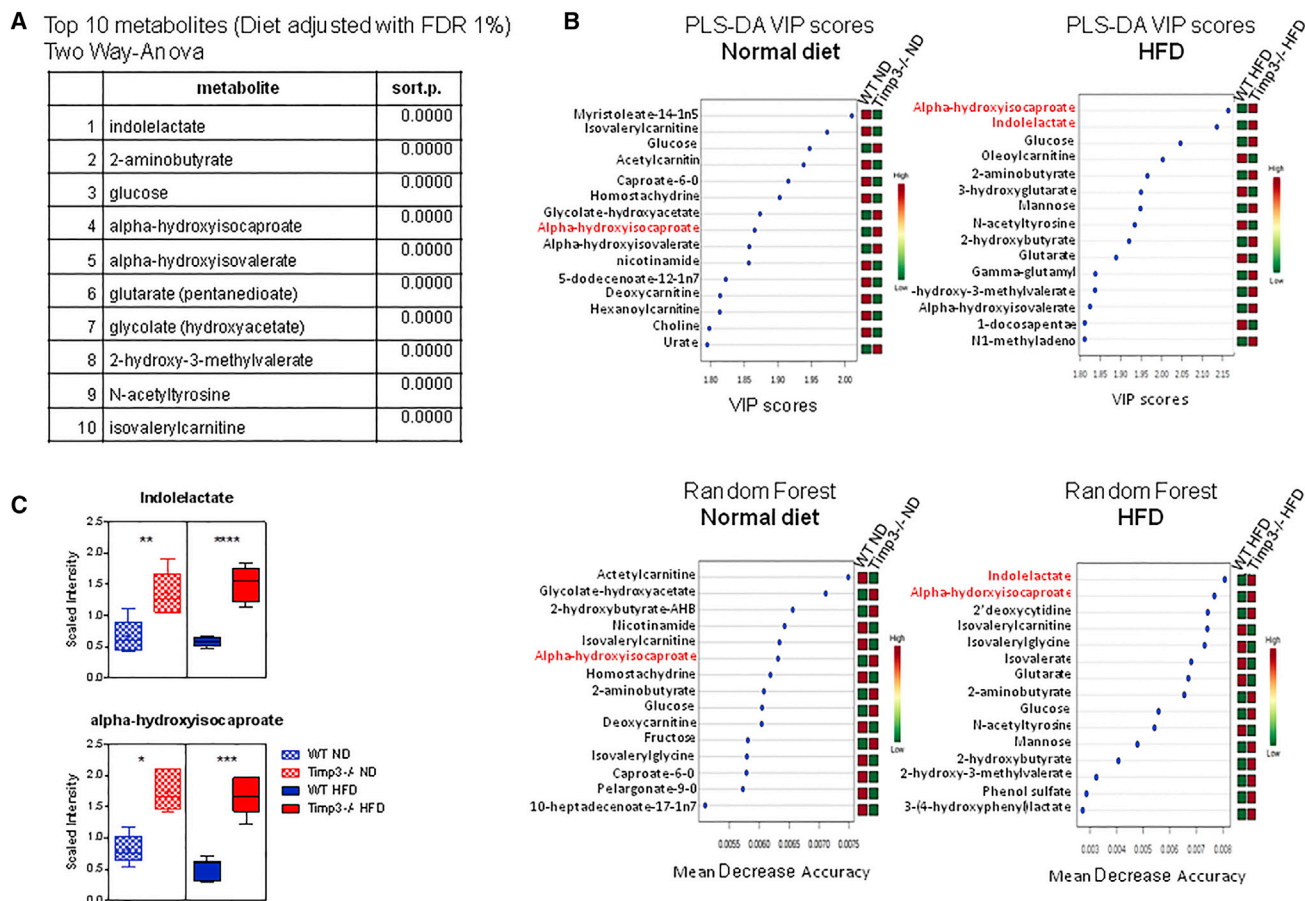 A Top 10 metabolites (Diet adjusted with FDR 1%)
Two Way-Anova
metabolite sort.p.
1 indolelactate 0.0000
2 2-aminobutyrate 0.0000
3 glucose 0.0000
4 alpha-hydroxyisocaproate 0.0000
5 alpha-hydroxyisovalerate 0.0000
6 glutarate (pentanedioate) 0.0000
7 glycolate (hydroxyacetate) 0.0000
8 2-hydroxy-3-methylvalerate 0.0000
9 N-acetyltyrosine 0.0000
10 isovalerylcarnitine 0.0000
B PLS-DA VIP scores
Normal diet
WT ND
Timp3-/- ND
Myristoleate-14-1n5
Isovalerylcarnitine
Glucose
Acetylcarnitin
Caproate-6-0
Homostachydrine
Glycolate-hydroxyacetate
Alpha-hydroxyisocaproate
Alpha-hydroxyisovalerate
nicotinamide
5-dodecenoate-12-1n7
Deoxycarnitine
Hexanoylcarnitine
Choline
Urate
High
Low
1.80 1.85 1.90 1.95 2.00
VIP scores
PLS-DA VIP scores
HFD
WT HFD
Timp3-/- HFD
Alpha-hydroxyisocaproate
Indolelactate
Glucose
Oleoylcarnitine
2-aminobutyrate
3-hydroxyglutarate
Mannose
N-acetyltyrosine
2-hydroxybutyrate
Glutarate
Gamma-glutamyl
-hydroxy-3-methylvalerate
Alpha-hydroxyisovalerate
1-docosapentae
N1-methyladeno
High
Low
1.80 1.85 1.90 1.95 2.00 2.05 2.10 2.15
VIP scores
C Indolelactate
Scaled Intensity
2.5
2.0
1.5
1.0
0.5
0.0
** ****
alpha-hydroxyisocaproate
Scaled Intensity
2.5
2.0
1.5
1.0
0.5
0.0
* ***
WT ND
Timp3-/- ND
WT HFD
Timp3-/- HFD
Random Forest
Normal diet
WT ND
Timp3-/- ND
Actetylcarnitine
Glycolate-hydroxyacetate
2-hydroxybutyrate-AHB
Nicotinamide
Isovalerylcarnitine
Alpha-hydroxyisocaproate
Homostachydrine
2-aminobutyrate
Glucose
Deoxycarnitine
Fructose
Isovalerylglycine
Caproate-6-0
Pelargonate-9-0
10-heptadecenoate-17-1n7
High
Low
0.0055 0.0060 0.0065 0.0070 0.0075
Mean Decrease Accuracy
Random Forest
HFD
WT HFD
Timp3-/- HFD
Indolelactate
Alpha-hydorxyisocaproate
2'deoxycytidine
Isovalerylcarnitine
Isovalerylglycine
Isovalerate
Glutarate
2-aminobutyrate
Glucose
N-acetyltyrosine
Mannose
2-hydroxybutyrate
2-hydroxy-3-methylvalerate
Phenol sulfate
3-(4-hydroxyphenyl)lactate
High
Low
0.003 0.004 0.005 0.006 0.007 0.008
Mean Decrease Accuracy